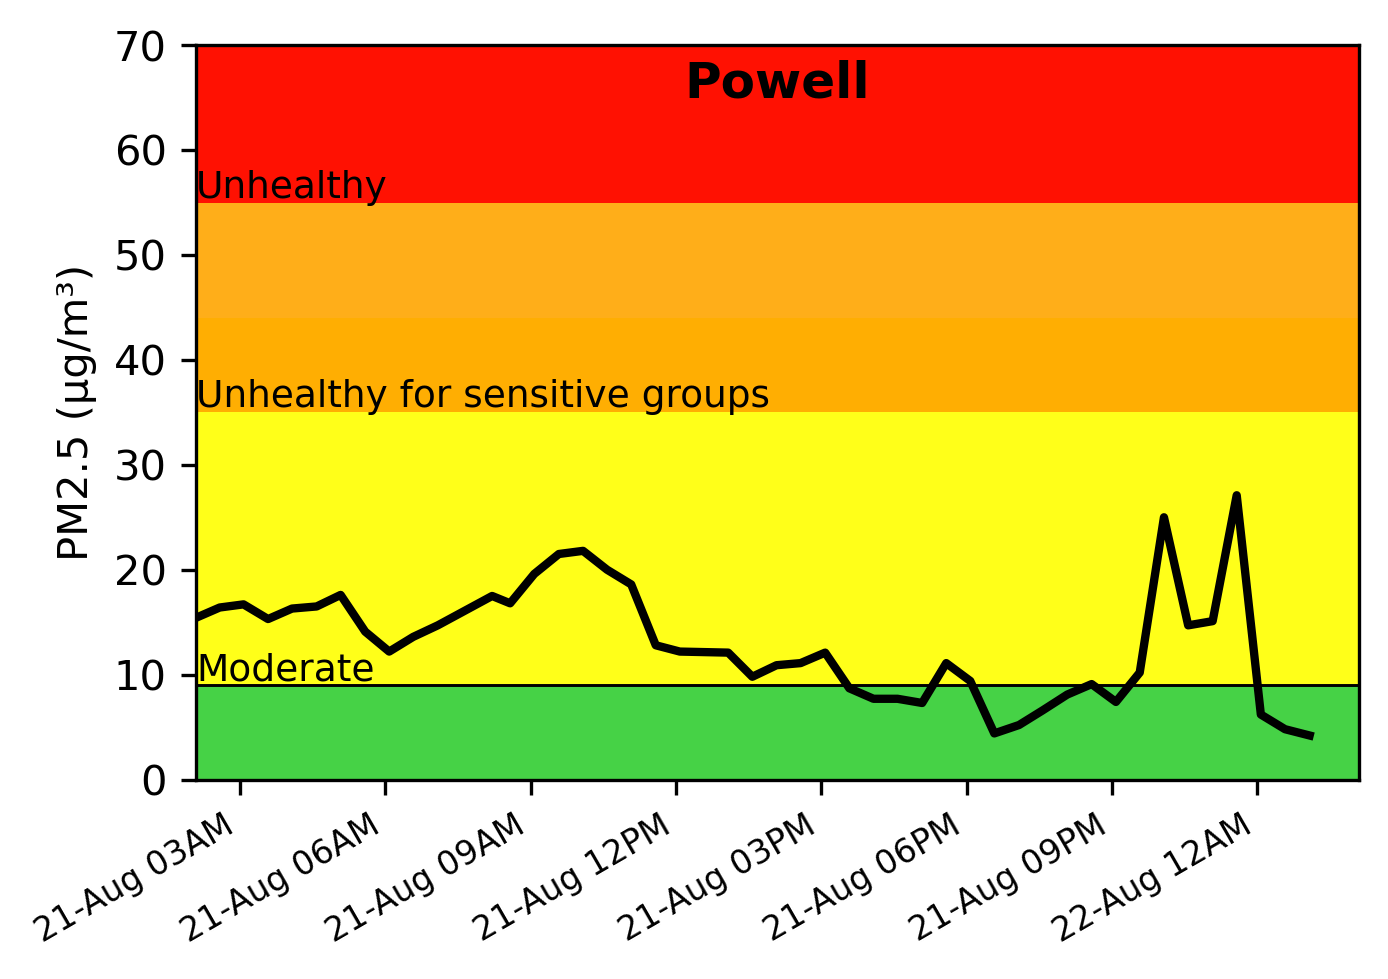 Powell
PM2.5 (µg/m³)
70
60
50
40
30
20
10
0
Unhealthy
Unhealthy for sensitive groups
Moderate
21-Aug 03AM
21-Aug 06AM
21-Aug 09AM
21-Aug 12PM
21-Aug 03PM
21-Aug 06PM
21-Aug 09PM
22-Aug 12AM